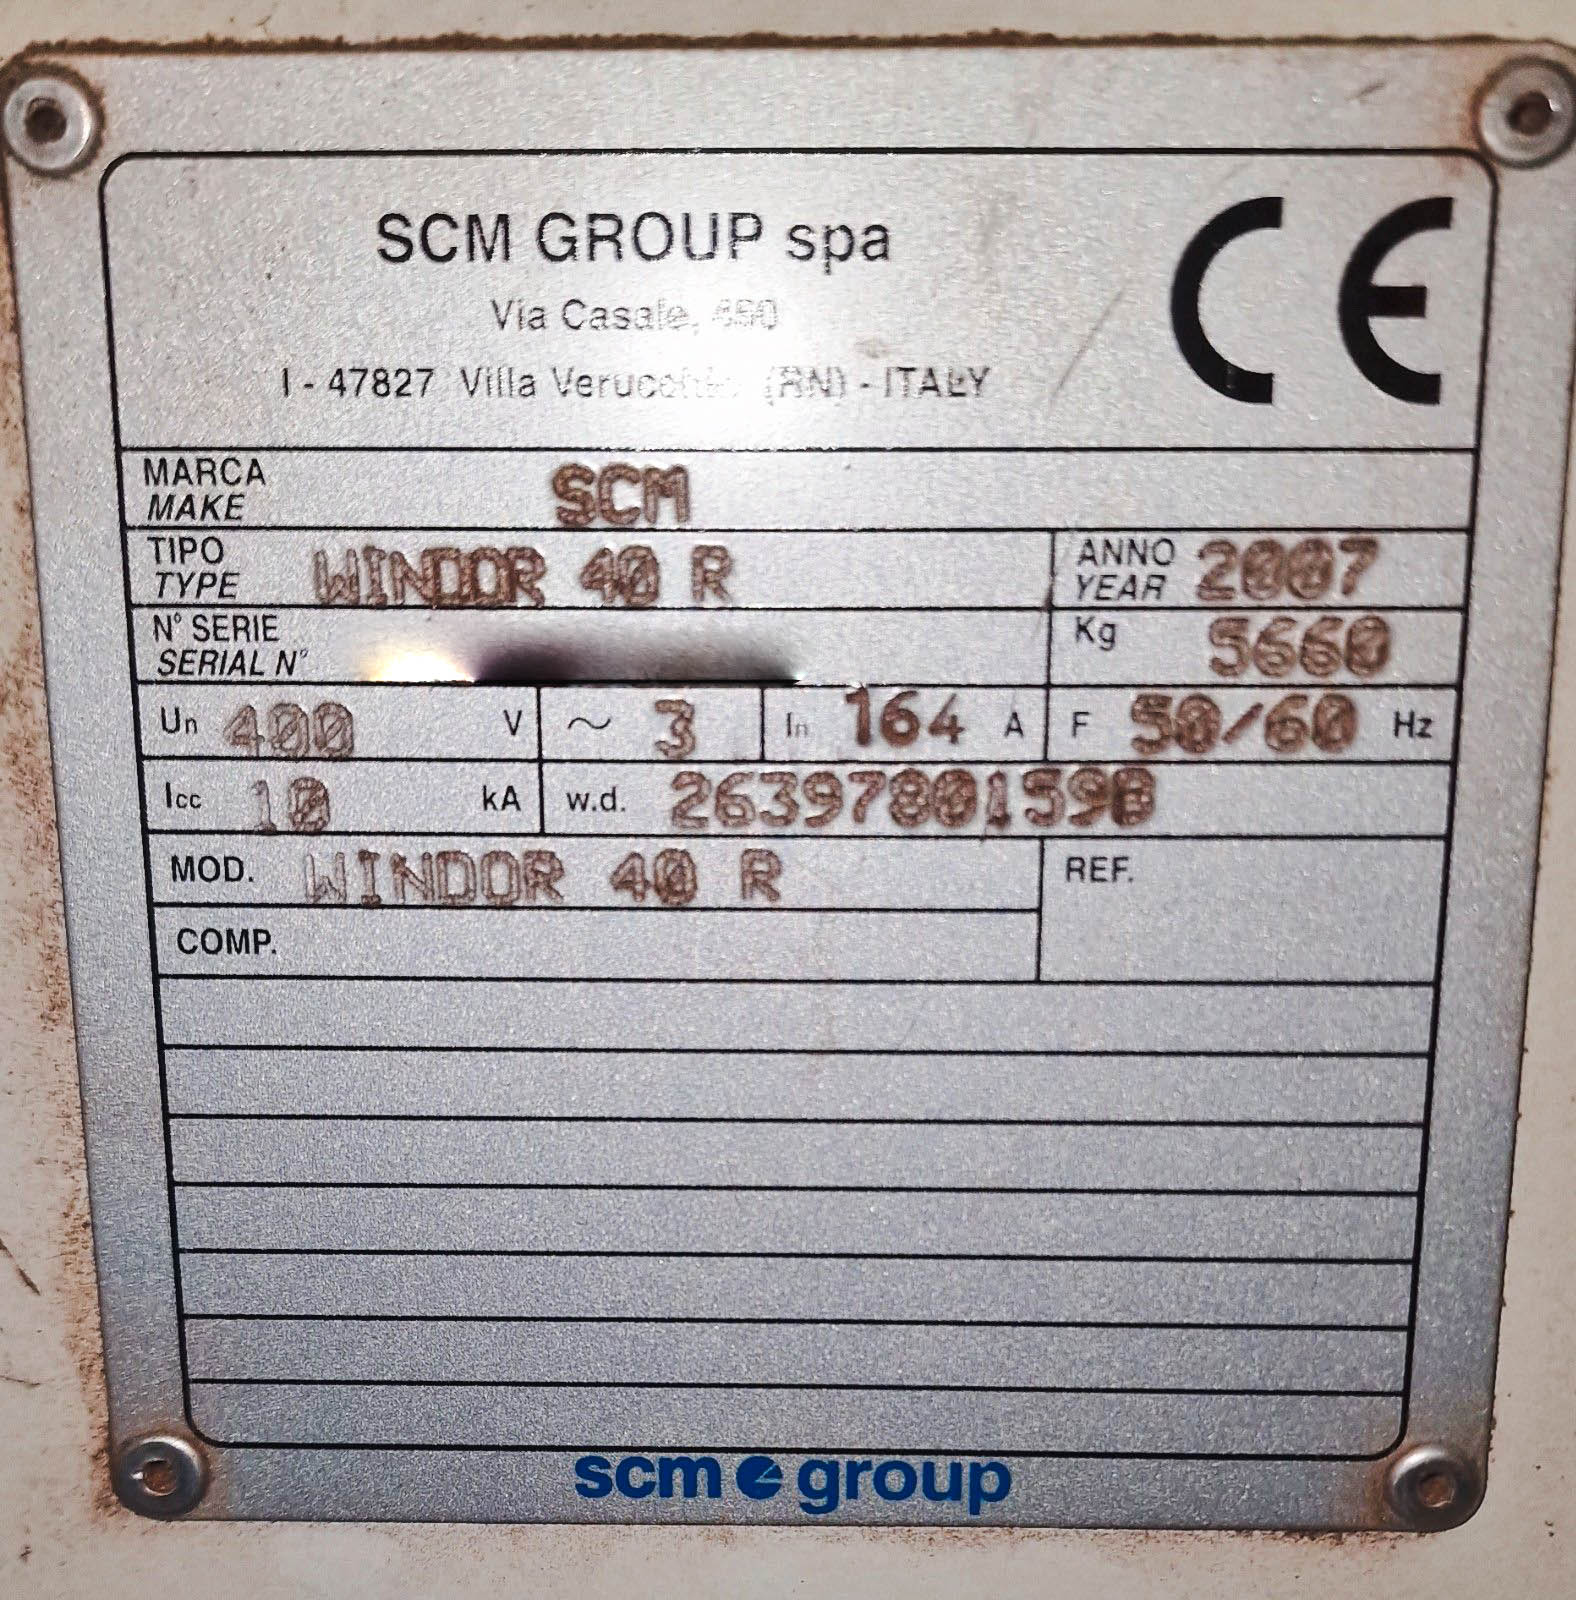 SCM GROUP spa
CE
Via Casale,
I - 47827 Villa Verucchio (RN) - ITALY
MARCA
MAKE
SCM
TIPO
TYPE
WINDOR 40 R
ANNO
YEAR
2007
N° SERIE
SERIAL N°
Kg 5660
Un 400 V
~ 3
In 164 A
F 50/60 Hz
Icc 10 kA
w.d. 2639780159B
MOD. WINDOR 40 R
REF.
COMP.
scm group